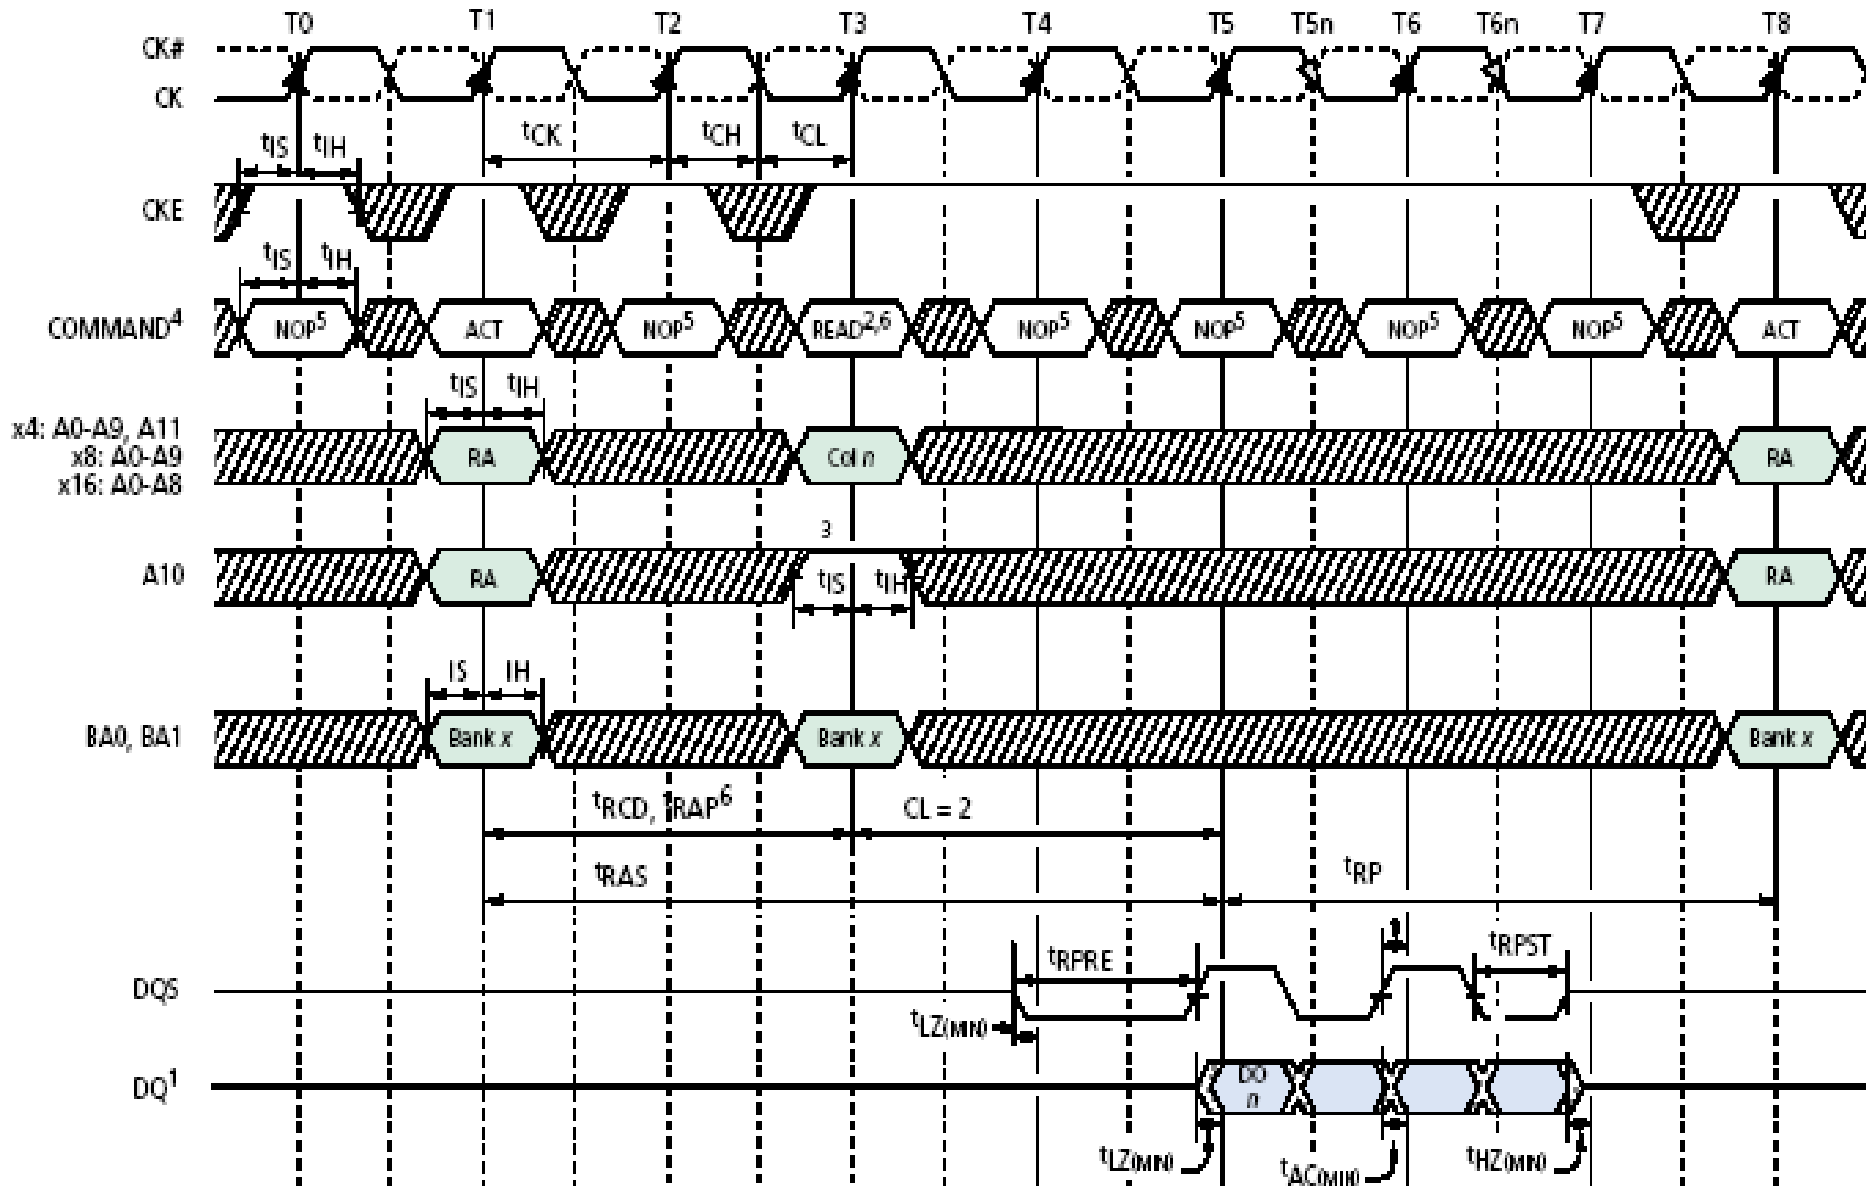 T0 T1 T2 T3 T4 T5 T5n T6 T6n T7 T8
CK#
CK
tIS tIH tCK tCH tCL
CKE
tIS tIH
COMMAND4 NOP5 ACT NOP5 READ2,6 NOP5 NOP5 NOP5 NOP5 ACT
tIS tIH
x4: A0-A9, A11
x8: A0-A9
x16: A0-A8
RA Col n RA
3
A10 RA tIS tIH RA
IS IH
BA0, BA1 Bank x Bank x Bank x
tRCD, tRAP6 CL = 2
tRAS tRP
tRPRE tRPST
DQS
tLZ(MIN)
DQ1 DO
n
tLZ(MIN) tAC(MIN) tHZ(MIN)